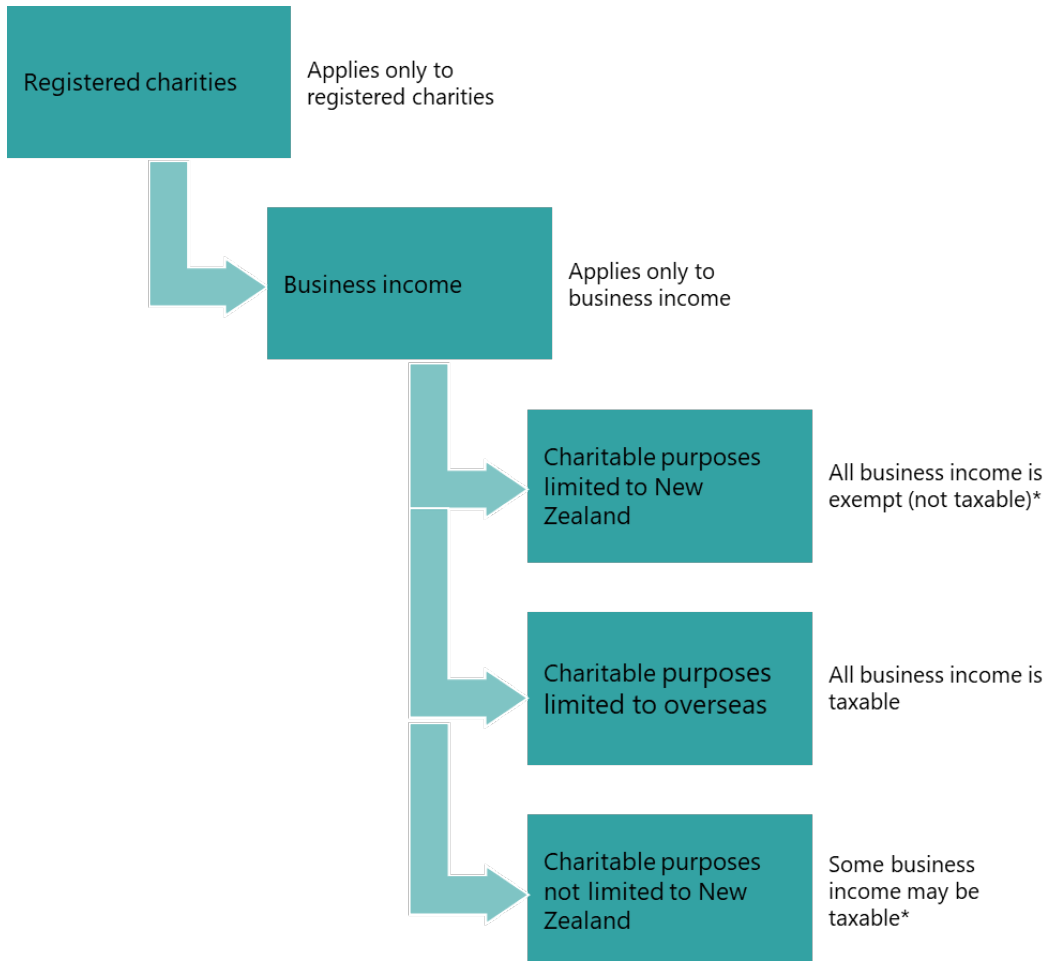 Registered charities
Applies only to
registered charities
Business income
Applies only to
business income
Charitable purposes
limited to New
Zealand
All business income is
exempt (not taxable)*
Charitable purposes
limited to overseas
All business income is
taxable
Charitable purposes
not limited to New
Zealand
Some business
income may be
taxable*